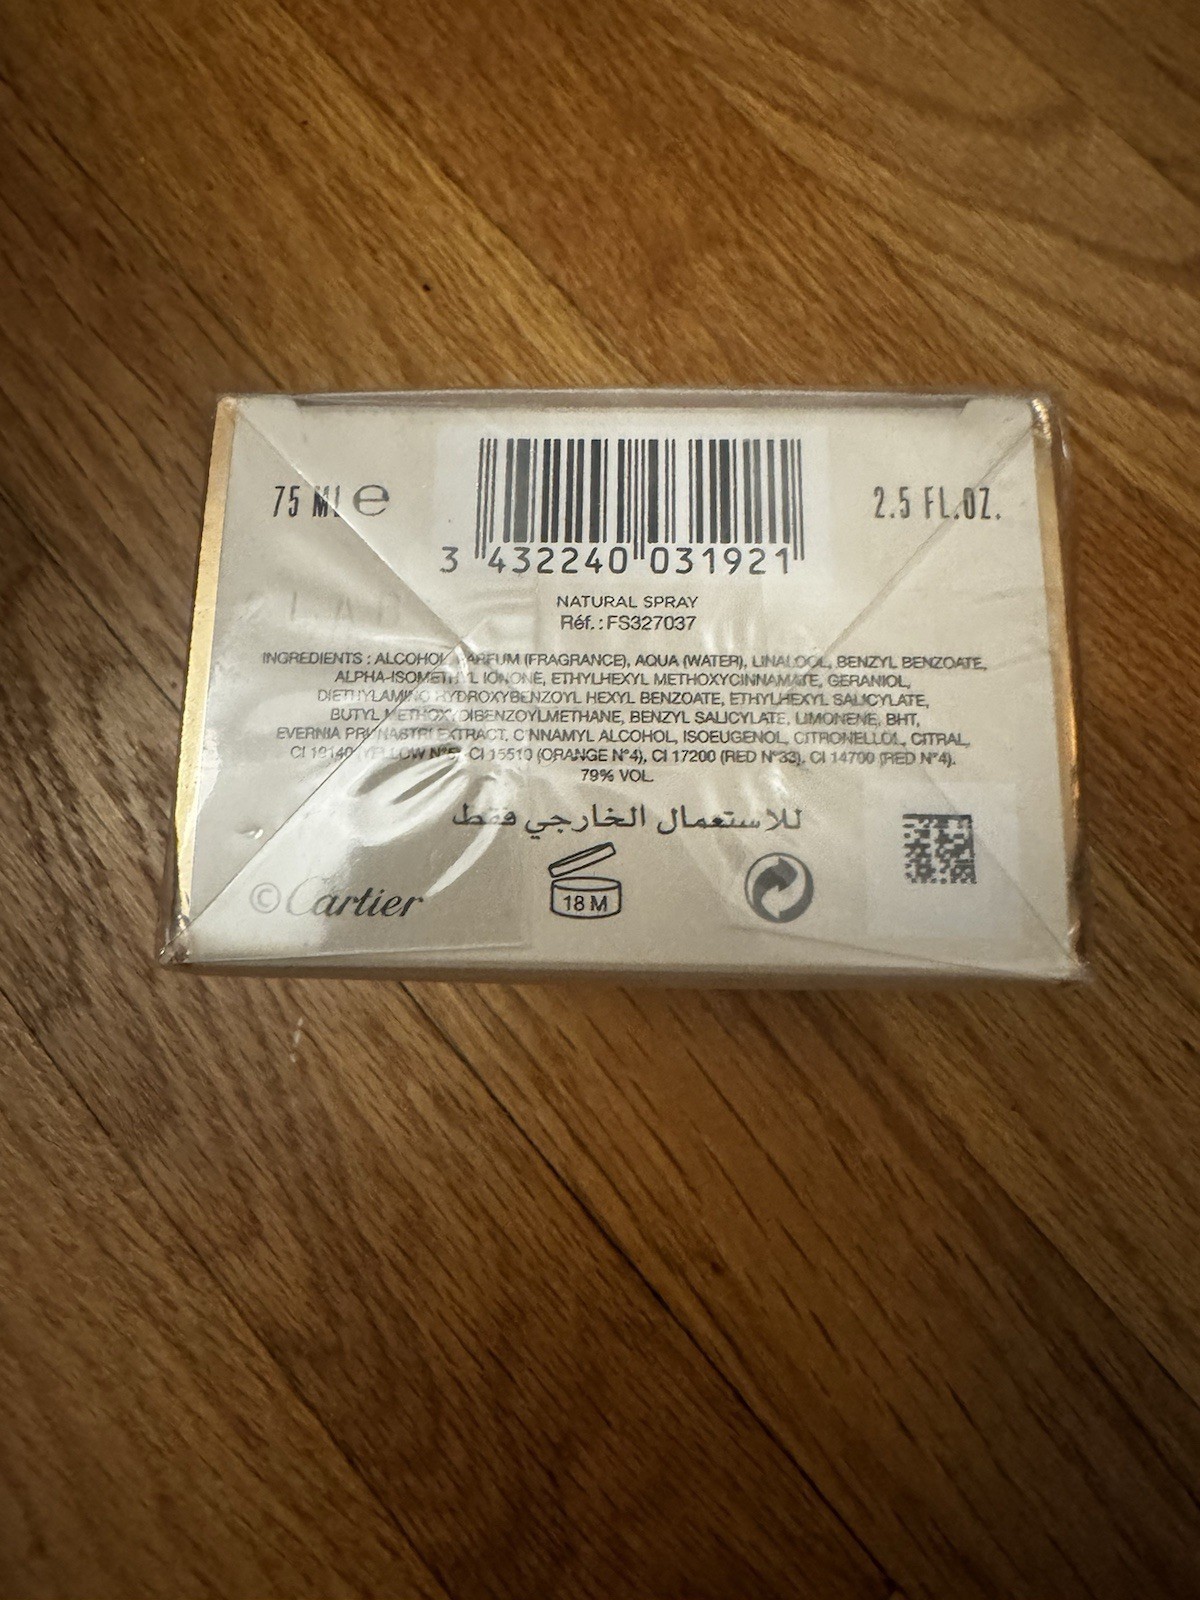 75 ML e
2.5 FL.OZ.
3 432240 031921
NATURAL SPRAY
Réf. : FS327037
INGREDIENTS : ALCOHOL, PARFUM (FRAGRANCE), AQUA (WATER), LINALOOL, BENZYL BENZOATE,
ALPHA-ISOMETHYL IONONE, ETHYLHEXYL METHOXYCINNAMATE, GERANIOL,
DIETHYLAMINO HYDROXYBENZOYL HEXYL BENZOATE, ETHYLHEXYL SALICYLATE,
BUTYL METHOXYDIBENZOYLMETHANE, BENZYL SALICYLATE, LIMONENE, BHT,
EVERNIA PRUNASTRI EXTRACT, CINNAMYL ALCOHOL, ISOEUGENOL, CITRONELLOL, CITRAL,
CI 19140 (YELLOW N°5), CI 15510 (ORANGE N°4), CI 17200 (RED N°33), CI 14700 (RED N°4).
79% VOL.
للاستعمال الخارجي فقط
© Cartier
18 M